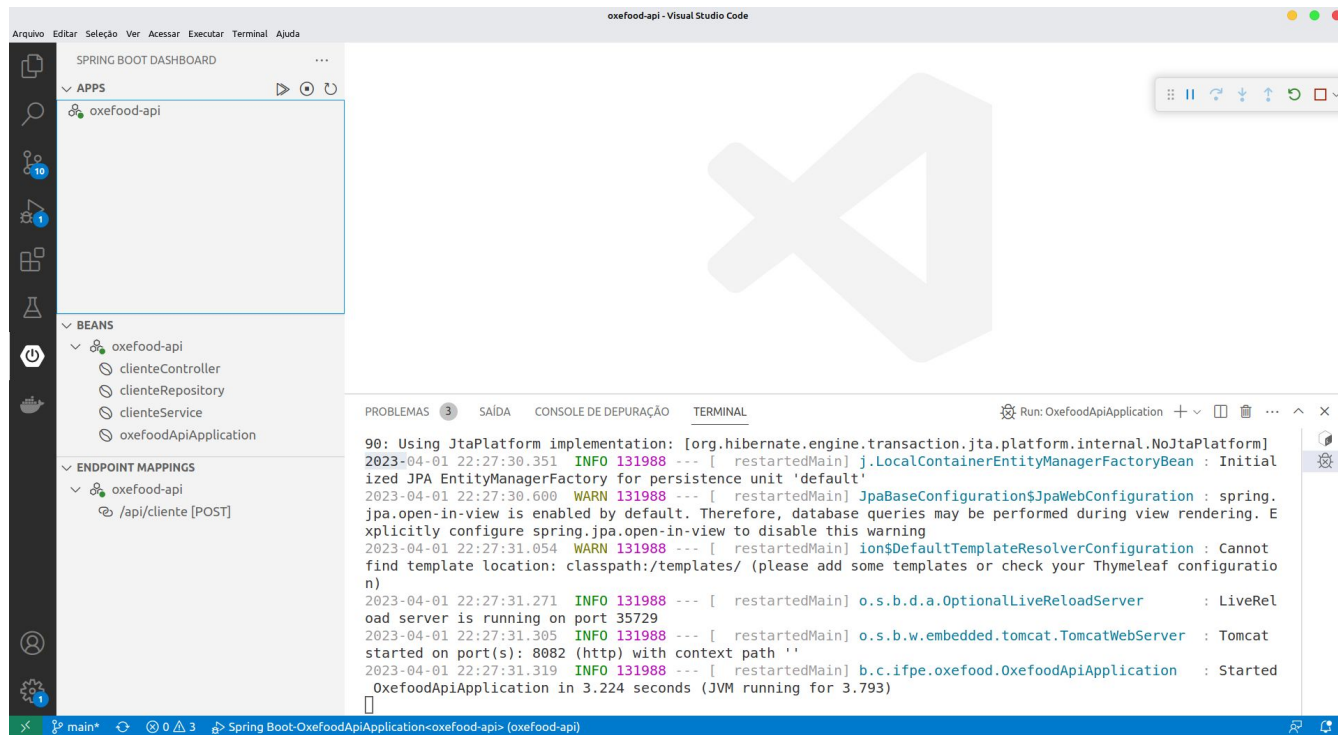 oxefood-api - Visual Studio Code
Arquivo Editar Seleção Ver Acessar Executar Terminal Ajuda
SPRING BOOT DASHBOARD
APPS
oxefood-api
10
1
BEANS
oxefood-api
clienteController
clienteRepository
clienteService
oxefoodApiApplication
ENDPOINT MAPPINGS
oxefood-api
/api/cliente [POST]
1
PROBLEMAS 3 SAÍDA CONSOLE DE DEPURAÇÃO TERMINAL Run: OxefoodApiApplication
90: Using JtaPlatform implementation: [org.hibernate.engine.transaction.jta.platform.internal.NoJtaPlatform]
2023-04-01 22:27:30.351 INFO 131988 --- [ restartedMain] j.LocalContainerEntityManagerFactoryBean : Initial
ized JPA EntityManagerFactory for persistence unit 'default'
2023-04-01 22:27:30.600 WARN 131988 --- [ restartedMain] JpaBaseConfiguration$JpaWebConfiguration : spring.
jpa.open-in-view is enabled by default. Therefore, database queries may be performed during view rendering. E
xplicitly configure spring.jpa.open-in-view to disable this warning
2023-04-01 22:27:31.054 WARN 131988 --- [ restartedMain] ion$DefaultTemplateResolverConfiguration : Cannot
find template location: classpath:/templates/ (please add some templates or check your Thymeleaf configuratio
n)
2023-04-01 22:27:31.271 INFO 131988 --- [ restartedMain] o.s.b.d.a.OptionalLiveReloadServer : LiveRel
oad server is running on port 35729
2023-04-01 22:27:31.305 INFO 131988 --- [ restartedMain] o.s.b.w.embedded.tomcat.TomcatWebServer : Tomcat
started on port(s): 8082 (http) with context path ''
2023-04-01 22:27:31.319 INFO 131988 --- [ restartedMain] b.c.ifpe.oxefood.OxefoodApiApplication : Started
OxefoodApiApplication in 3.224 seconds (JVM running for 3.793)
main* 0 3 Spring Boot-OxefoodApiApplication<oxefood-api> (oxefood-api)